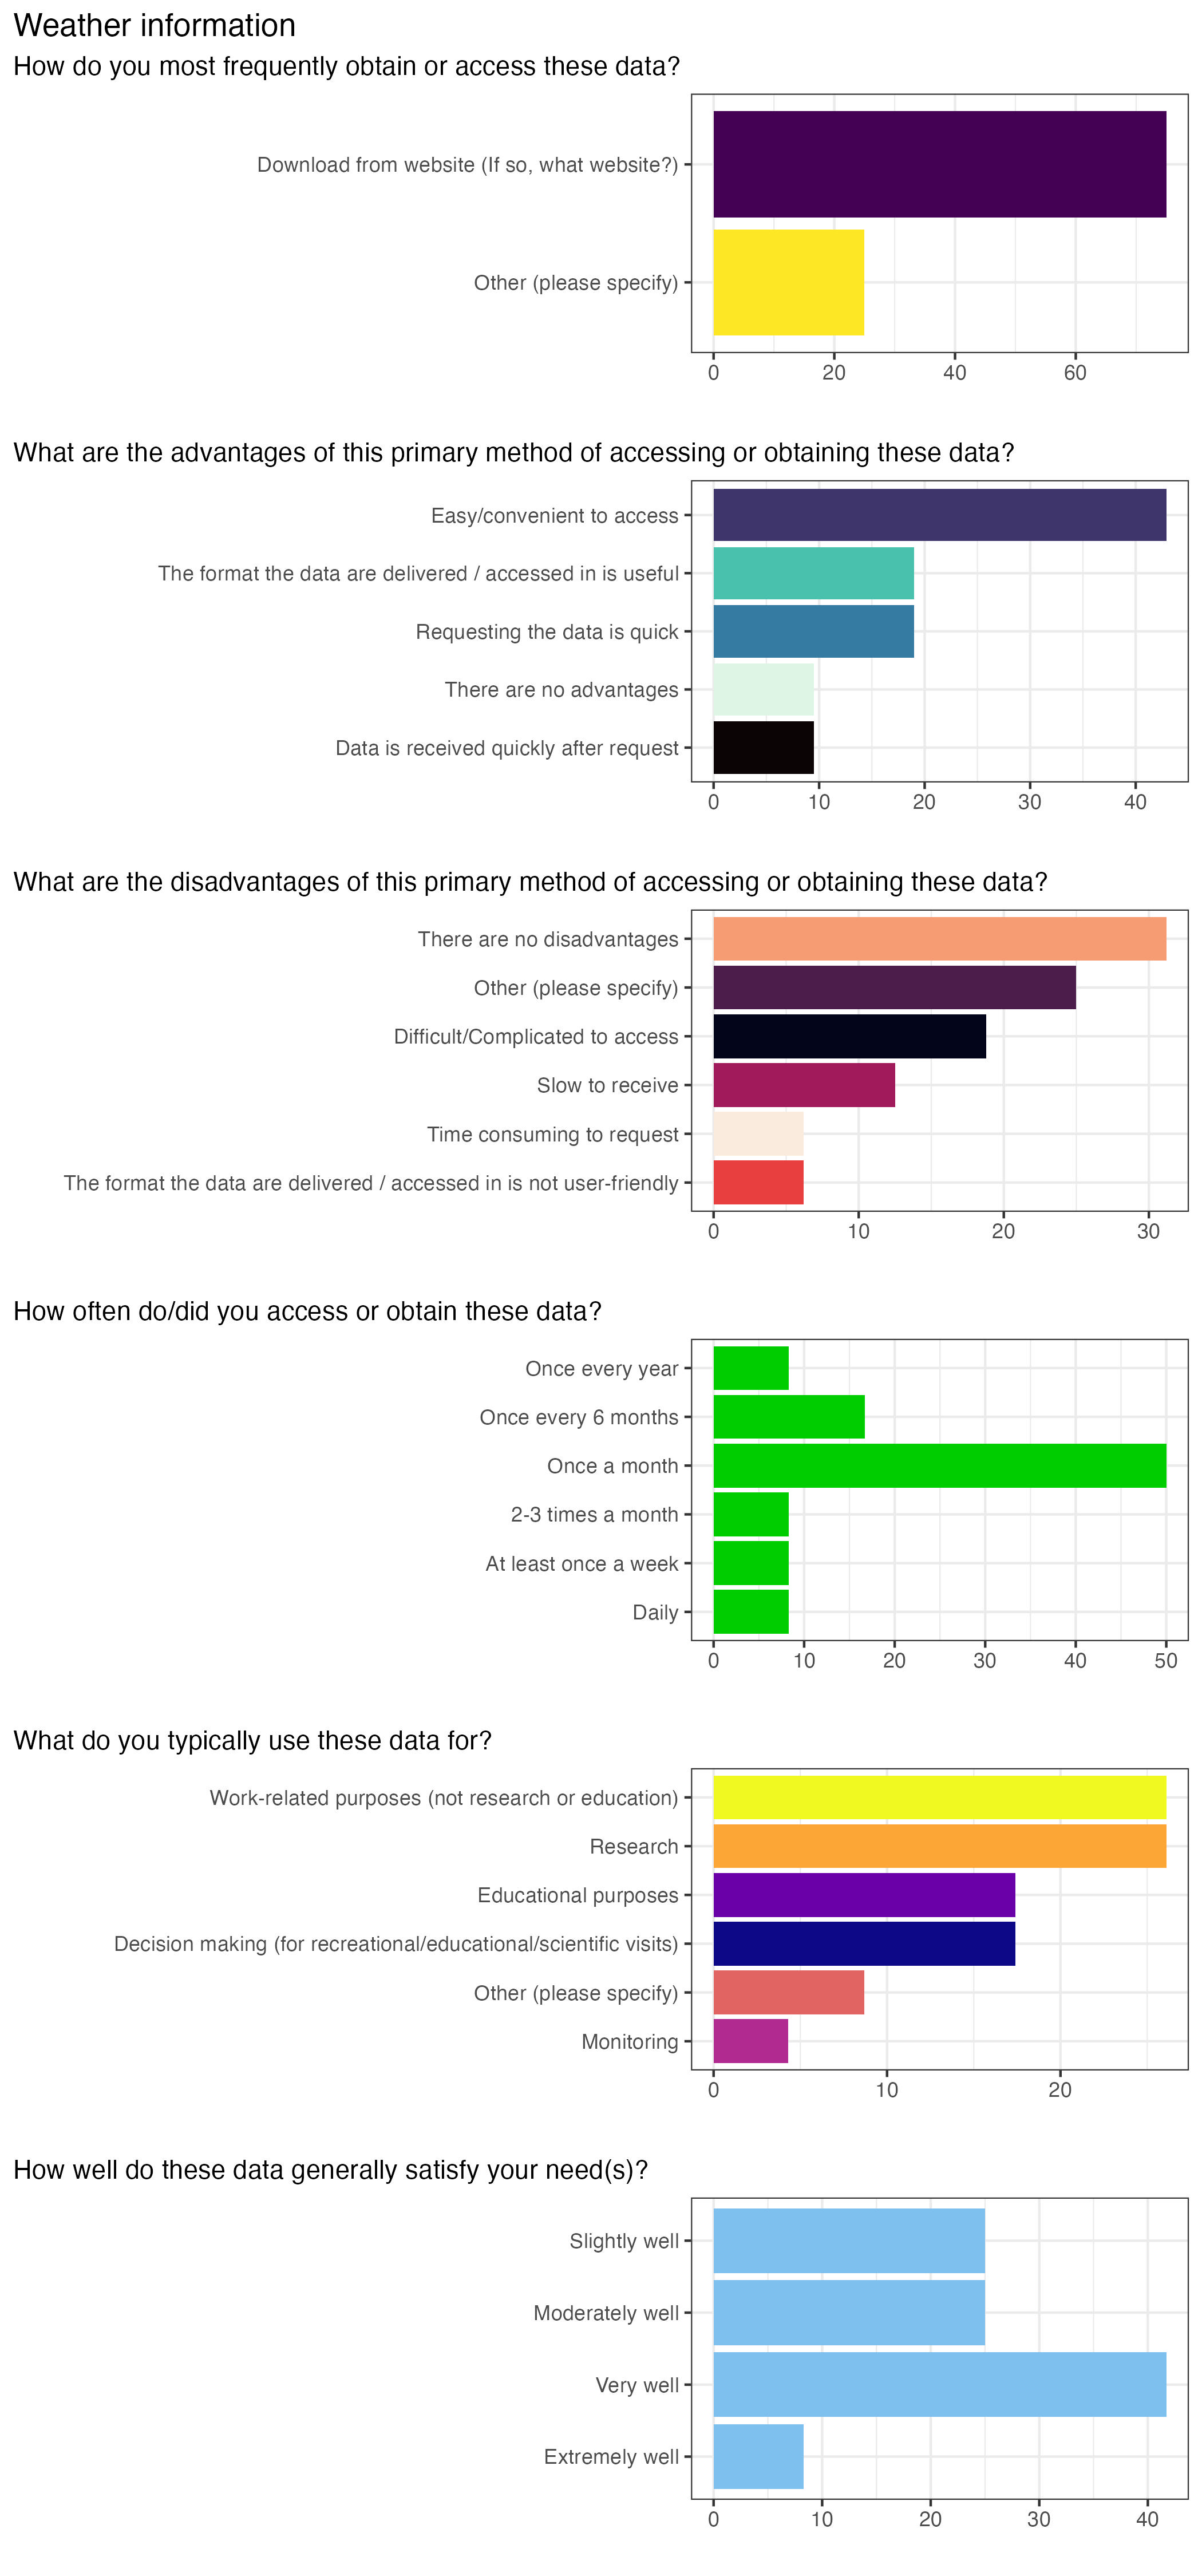 Weather information
How do you most frequently obtain or access these data?
Download from website (If so, what website?)
Other (please specify)
0 20 40 60
What are the advantages of this primary method of accessing or obtaining these data?
Easy/convenient to access
The format the data are delivered / accessed in is useful
Requesting the data is quick
There are no advantages
Data is received quickly after request
0 10 20 30 40
What are the disadvantages of this primary method of accessing or obtaining these data?
There are no disadvantages
Other (please specify)
Difficult/Complicated to access
Slow to receive
Time consuming to request
The format the data are delivered / accessed in is not user-friendly
0 10 20 30
How often do/did you access or obtain these data?
Once every year
Once every 6 months
Once a month
2-3 times a month
At least once a week
Daily
0 10 20 30 40 50
What do you typically use these data for?
Work-related purposes (not research or education)
Research
Educational purposes
Decision making (for recreational/educational/scientific visits)
Other (please specify)
Monitoring
0 10 20
How well do these data generally satisfy your need(s)?
Slightly well
Moderately well
Very well
Extremely well
0 10 20 30 40